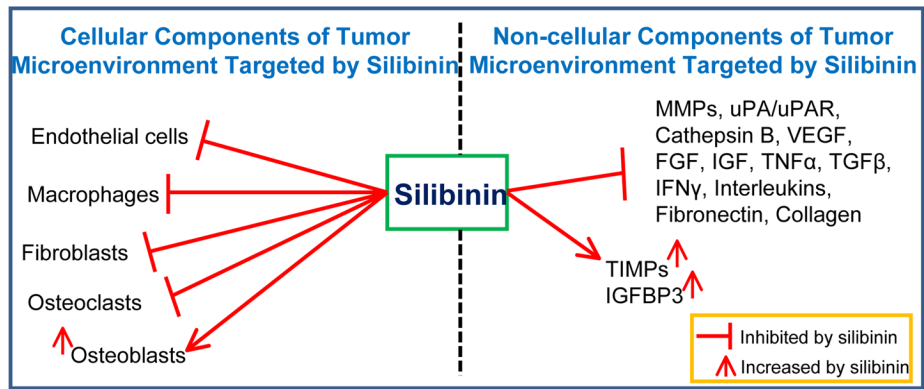 Cellular Components of Tumor
Microenvironment Targeted by Silibinin
Endothelial cells
Macrophages
Fibroblasts
Osteoclasts
Osteoblasts
Silibinin
Non-cellular Components of Tumor
Microenvironment Targeted by Silibinin
MMPs, uPA/uPAR,
Cathepsin B, VEGF,
FGF, IGF, TNFα, TGFβ,
IFNγ, Interleukins,
Fibronectin, Collagen
TIMPs
IGFBP3
Inhibited by silibinin
Increased by silibinin